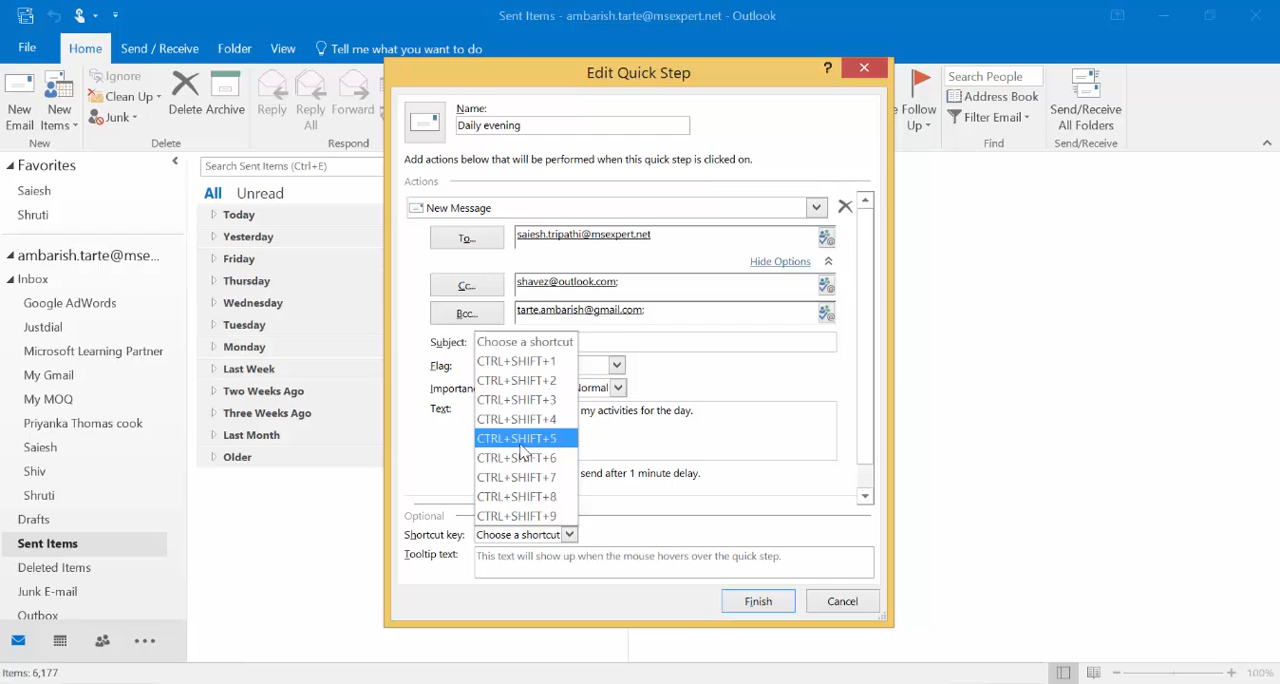 Sent Items - ambarish.tarte@msexpert.net - Outlook
File Home Send / Receive Folder View Tell me what you want to do
New Email
New Items
New
Ignore
Clean Up
Junk
Delete Archive
Delete
Reply Reply All Forward
Respond
Follow Up
Search People
Address Book
Filter Email
Find
Send/Receive All Folders
Send/Receive
Favorites
Saiesh
Shruti
ambarish.tarte@mse...
Inbox
Google AdWords
Justdial
Microsoft Learning Partner
My Gmail
My MOQ
Priyanka Thomas cook
Saiesh
Shiv
Shruti
Drafts
Sent Items
Deleted Items
Junk E-mail
Outbox
Items: 6,177
Search Sent Items (Ctrl+E)
All Unread
Today
Yesterday
Friday
Thursday
Wednesday
Tuesday
Monday
Last Week
Two Weeks Ago
Three Weeks Ago
Last Month
Older
Edit Quick Step
?
Name:
Daily evening
Add actions below that will be performed when this quick step is clicked on.
Actions
New Message
To... saiesh.tripathi@msexpert.net
Hide Options
Cc... shavez@outlook.com;
Bcc... tarte.ambarish@gmail.com;
Subject:
Flag:
Normal
Text: my activities for the day.
send after 1 minute delay.
Choose a shortcut
CTRL+SHIFT+1
CTRL+SHIFT+2
CTRL+SHIFT+3
CTRL+SHIFT+4
CTRL+SHIFT+5
CTRL+SHIFT+6
CTRL+SHIFT+7
CTRL+SHIFT+8
CTRL+SHIFT+9
Optional
Shortcut key: Choose a shortcut
Tooltip text: This text will show up when the mouse hovers over the quick step.
Finish Cancel
100%